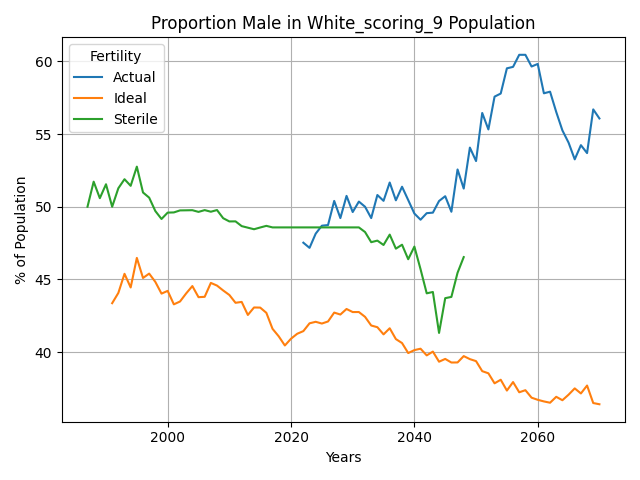 Proportion Male in White_scoring_9 Population
Fertility
Actual
Ideal
Sterile
% of Population
60
55
50
45
40
2000
2020
2040
2060
Years